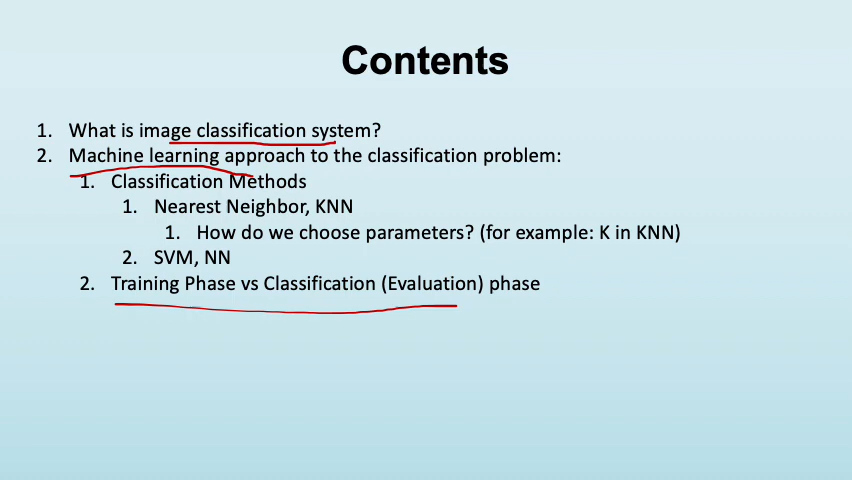 Contents
1. What is image classification system?
2. Machine learning approach to the classification problem:
1. Classification Methods
1. Nearest Neighbor, KNN
1. How do we choose parameters? (for example: K in KNN)
2. SVM, NN
2. Training Phase vs Classification (Evaluation) phase